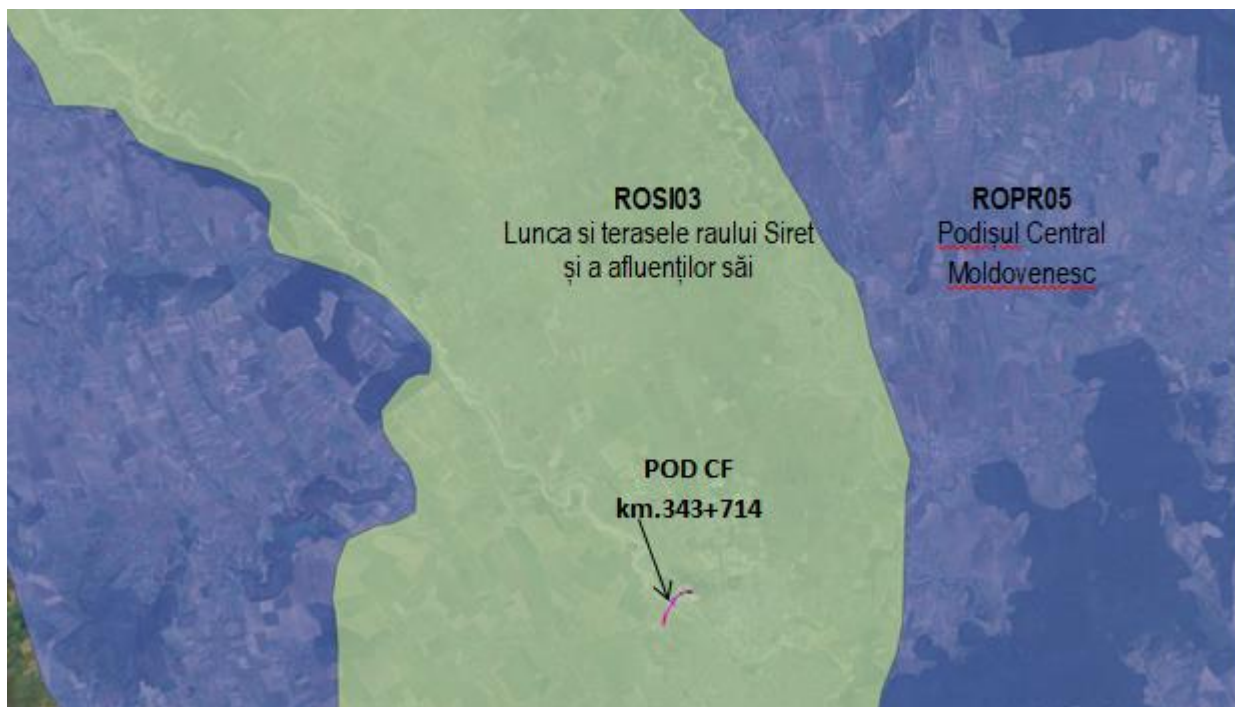 ROSI03
Lunca si terasele raului Siret
și a afluenților săi
ROPR05
Podișul Central
Moldovenesc
POD CF
km.343+714